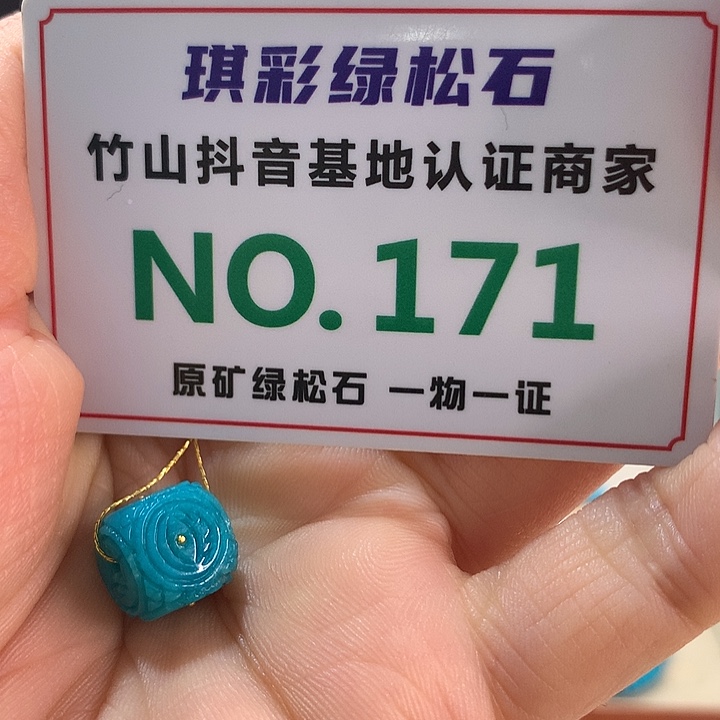 琪彩绿松石
竹山抖音基地认证商家
NO.171
原矿绿松石 一物一证